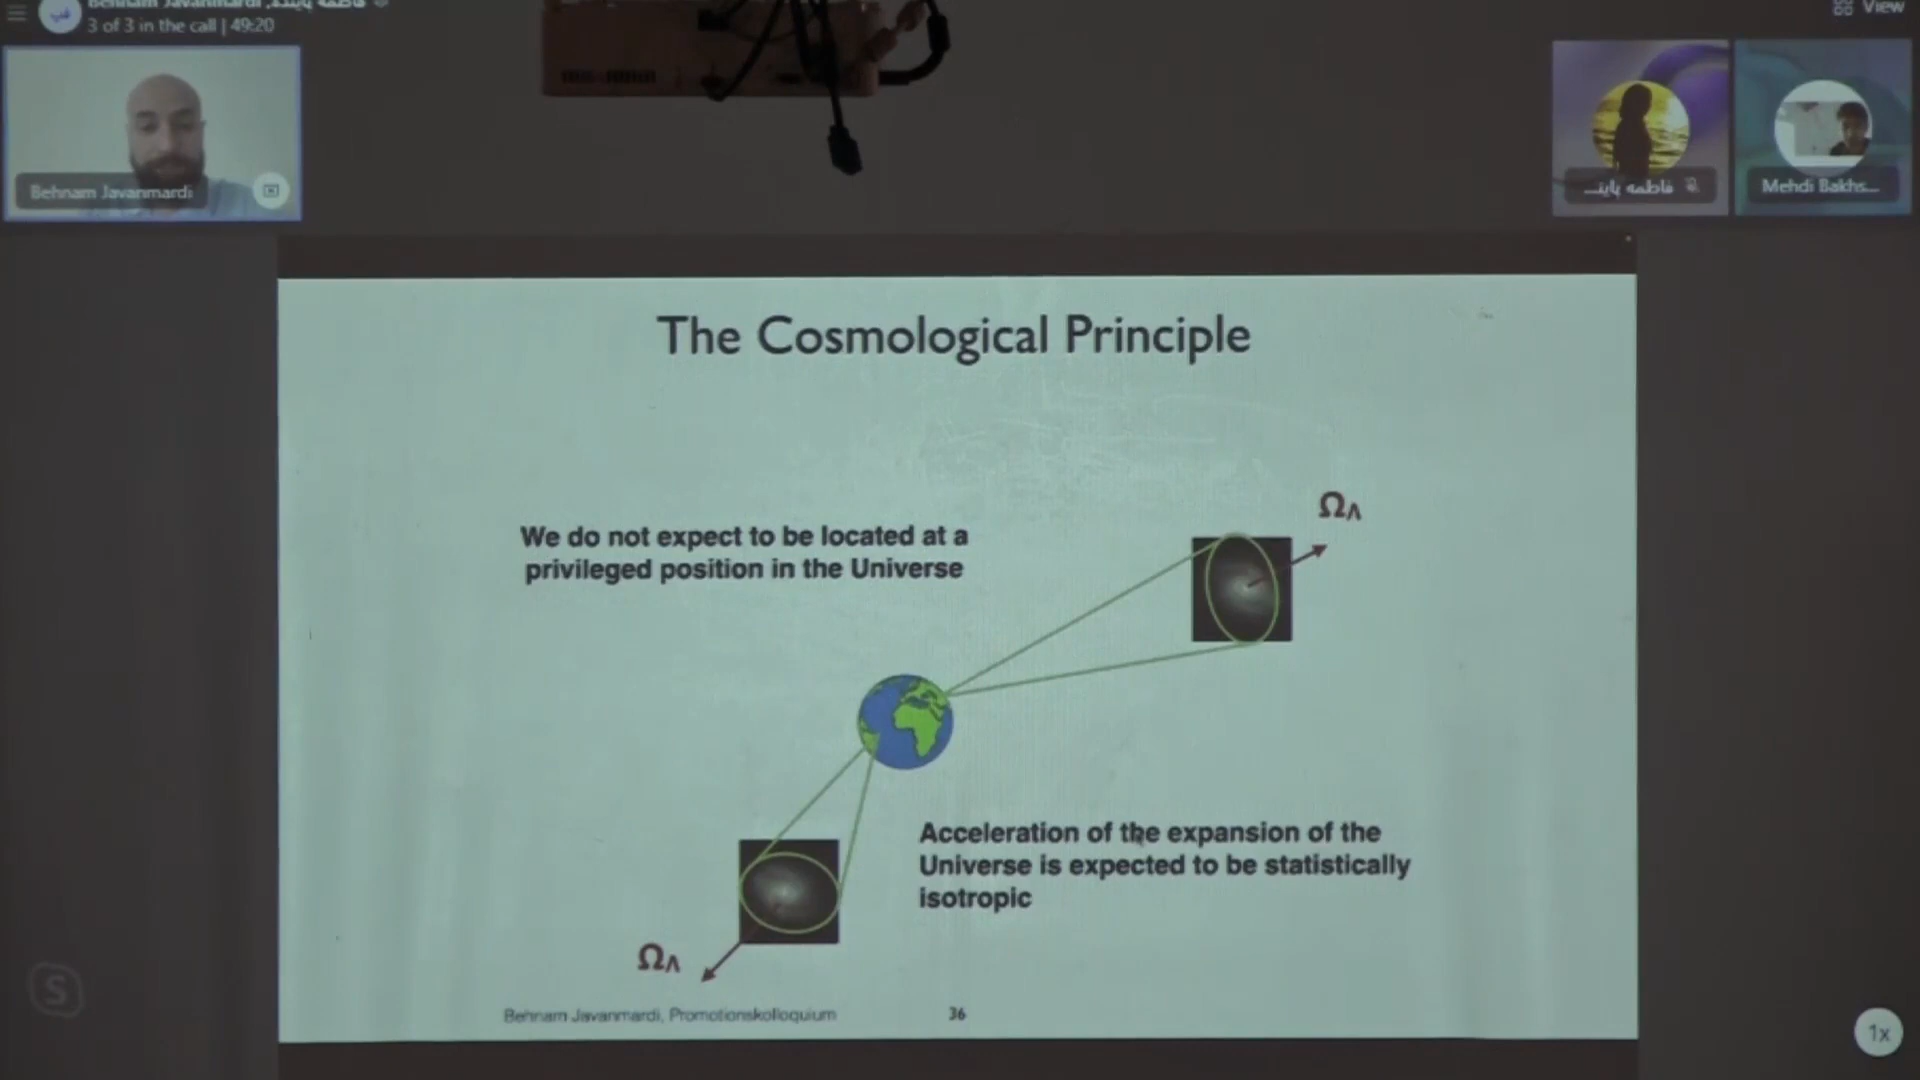 3 of 3 in the call | 49:20
View
Behnam Javanmardi
Mehdi Bakhs...
The Cosmological Principle
We do not expect to be located at a
privileged position in the Universe
ΩΛ
Acceleration of the expansion of the
Universe is expected to be statistically
isotropic
ΩΛ
Behnam Javanmardi, Promotionskolloquium
36
S
1x